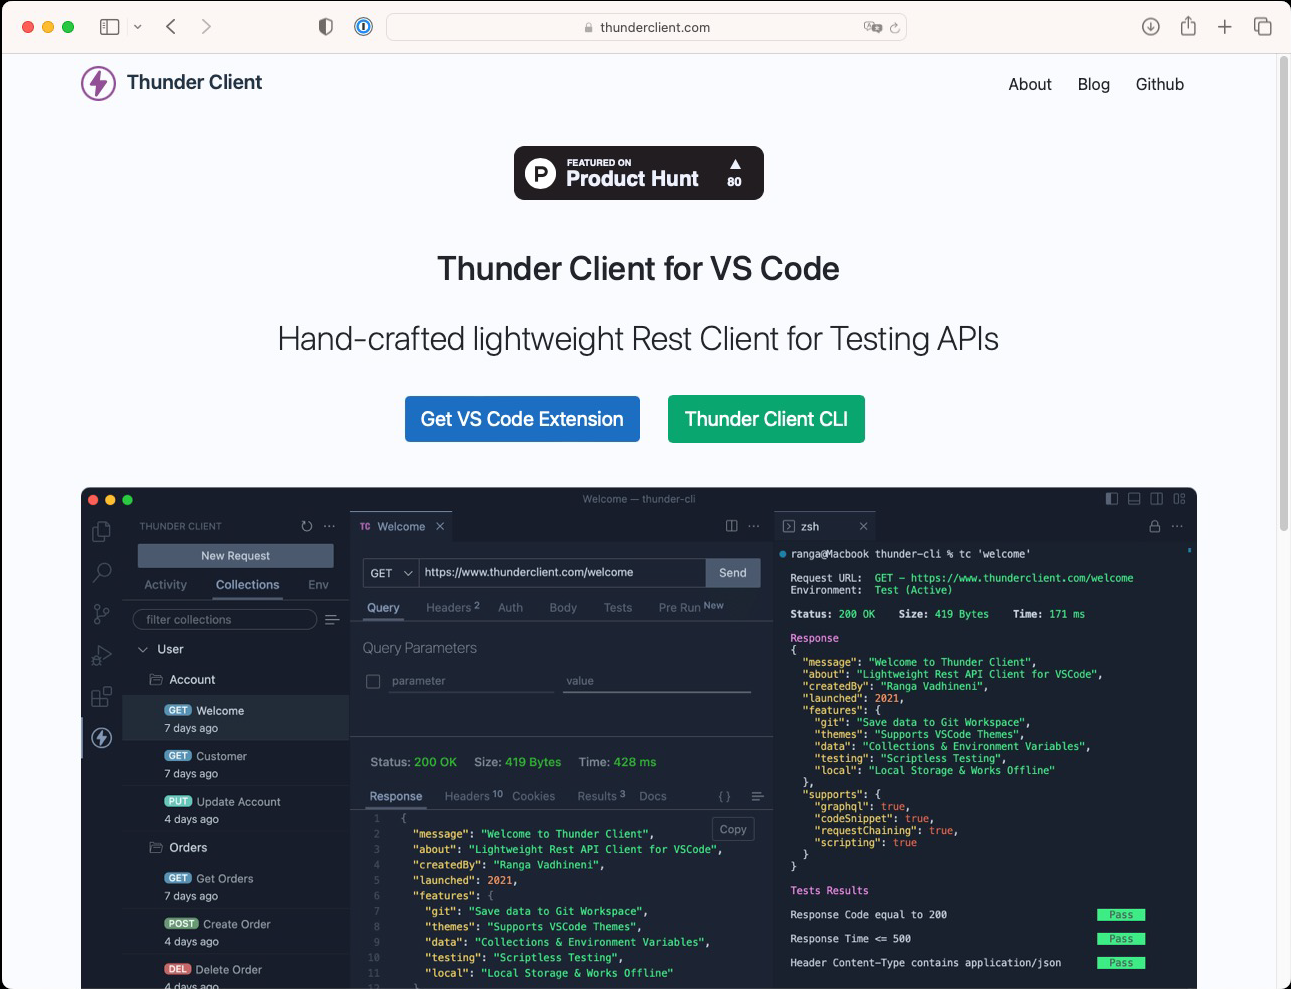 thunderclient.com
Thunder Client
About
Blog
Github
FEATURED ON
Product Hunt
80
Thunder Client for VS Code
Hand-crafted lightweight Rest Client for Testing APIs
Get VS Code Extension
Thunder Client CLI
Welcome — thunder-cli
THUNDER CLIENT
New Request
Activity Collections Env
filter collections
User
Account
GET Welcome
7 days ago
GET Customer
7 days ago
PUT Update Account
4 days ago
Orders
GET Get Orders
7 days ago
POST Create Order
4 days ago
DEL Delete Order
4 days ago
TC Welcome
GET https://www.thunderclient.com/welcome Send
Query Headers 2 Auth Body Tests Pre Run New
Query Parameters
parameter value
Status: 200 OK Size: 419 Bytes Time: 428 ms
Response Headers 10 Cookies Results 3 Docs { }
Copy
1 {
2 "message": "Welcome to Thunder Client",
3 "about": "Lightweight Rest API Client for VSCode",
4 "createdBy": "Ranga Vadhineni",
5 "launched": 2021,
6 "features": {
7 "git": "Save data to Git Workspace",
8 "themes": "Supports VSCode Themes",
9 "data": "Collections & Environment Variables",
10 "testing": "Scriptless Testing",
11 "local": "Local Storage & Works Offline"
12 }
zsh
ranga@Macbook thunder-cli % tc 'welcome'
Request URL: GET - https://www.thunderclient.com/welcome
Environment: Test (Active)
Status: 200 OK Size: 419 Bytes Time: 171 ms
Response
{
"message": "Welcome to Thunder Client",
"about": "Lightweight Rest API Client for VSCode",
"createdBy": "Ranga Vadhineni",
"launched": 2021,
"features": {
"git": "Save data to Git Workspace",
"themes": "Supports VSCode Themes",
"data": "Collections & Environment Variables",
"testing": "Scriptless Testing",
"local": "Local Storage & Works Offline"
},
"supports": {
"graphql": true,
"codeSnippet": true,
"requestChaining": true,
"scripting": true
}
}
Tests Results
Response Code equal to 200 Pass
Response Time <= 500 Pass
Header Content-Type contains application/json Pass